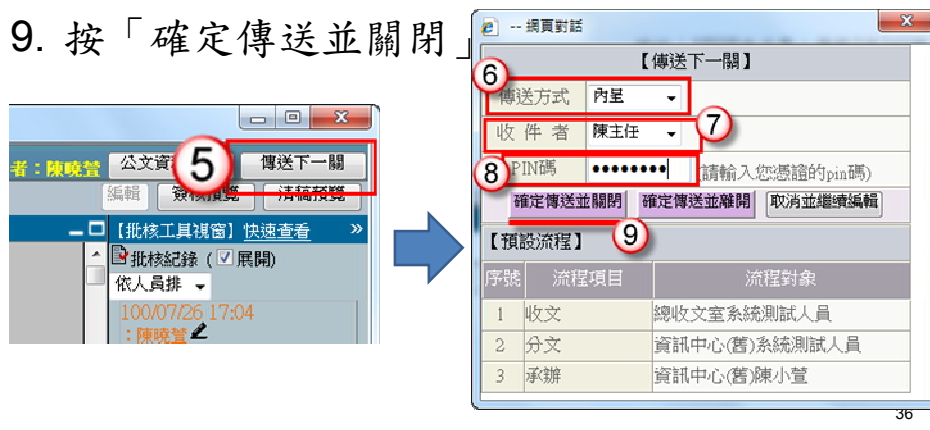 9. 按「確定傳送並關閉」
者：陳曉萱
公文資
5
傳送下一關
編輯
簽核預覽
清稿預覽
【批核工具視窗】 快速查看 »
批核紀錄 ( 展開)
依人員排
100/07/26 17:04
：陳曉萱
-- 網頁對話
【傳送下一關】
6
傳送方式 內呈
收 件 者 陳主任
7
8
PIN碼 •••••••• (請輸入您憑證的pin碼)
確定傳送並關閉 確定傳送並離開 取消並繼續編輯
9
【預設流程】
序號 流程項目 流程對象
1 收文 總收文室系統測試人員
2 分文 資訊中心(舊)系統測試人員
3 承辦 資訊中心(舊)陳小萱
36